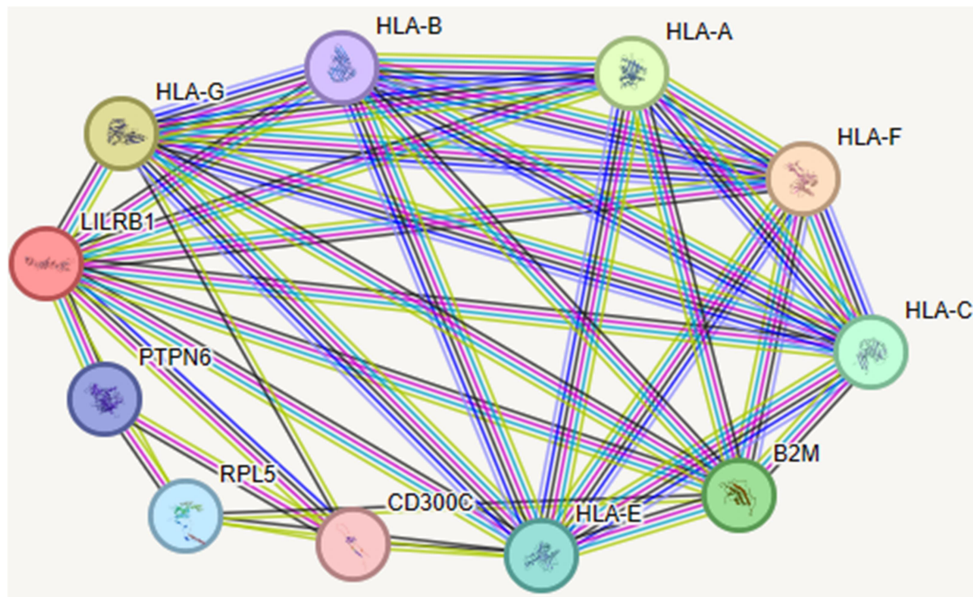 HLA-B
HLA-A
HLA-G
HLA-F
LILRB1
HLA-C
PTPN6
B2M
RPL5
CD300C
HLA-E